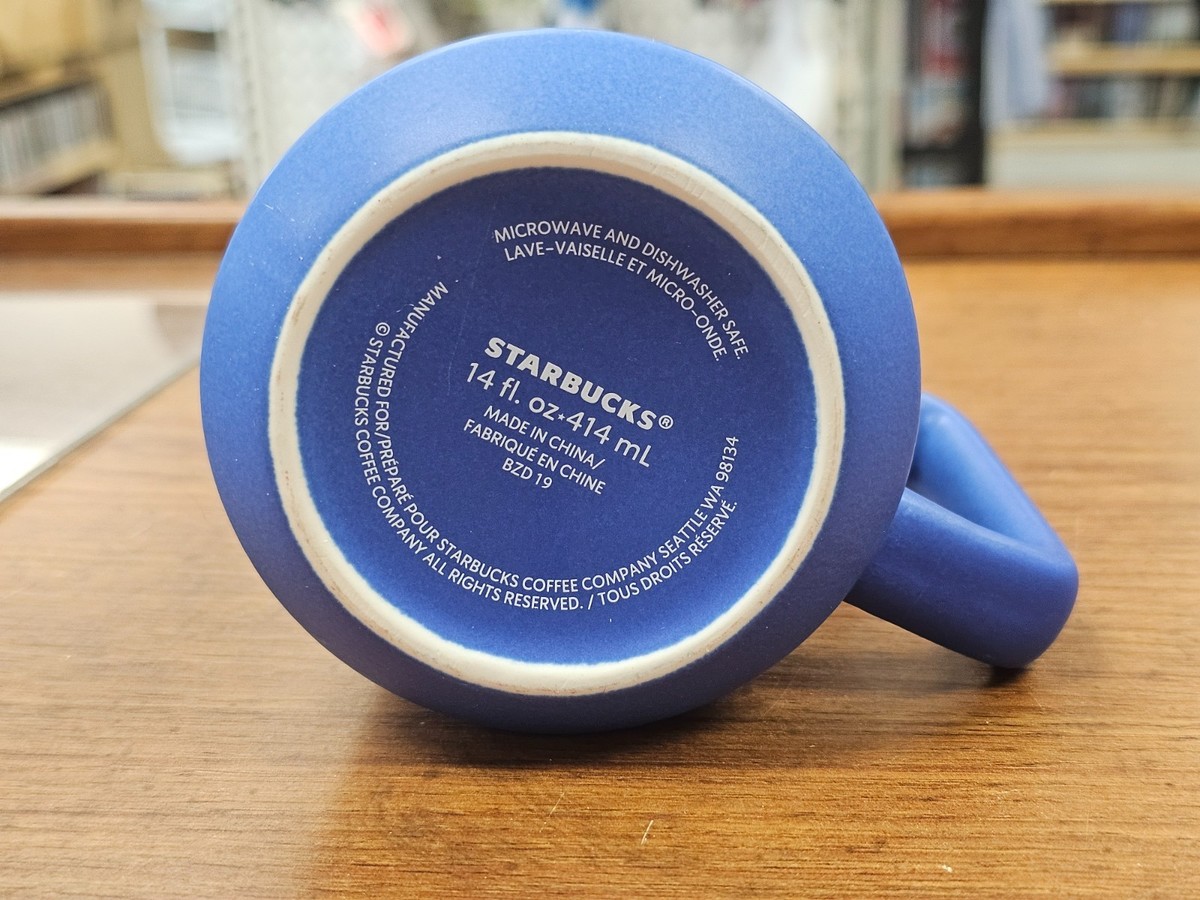 MICROWAVE AND DISHWASHER SAFE.
LAVE-VAISELLE ET MICRO-ONDE.
STARBUCKS®
14 fl. oz★414 mL
MADE IN CHINA/
FABRIQUÉ EN CHINE
BZD 19
MANUFACTURED FOR/PRÉPARÉ POUR STARBUCKS COFFEE COMPANY SEATTLE WA 98134
© STARBUCKS COFFEE COMPANY ALL RIGHTS RESERVED. / TOUS DROITS RÉSERVÉ.